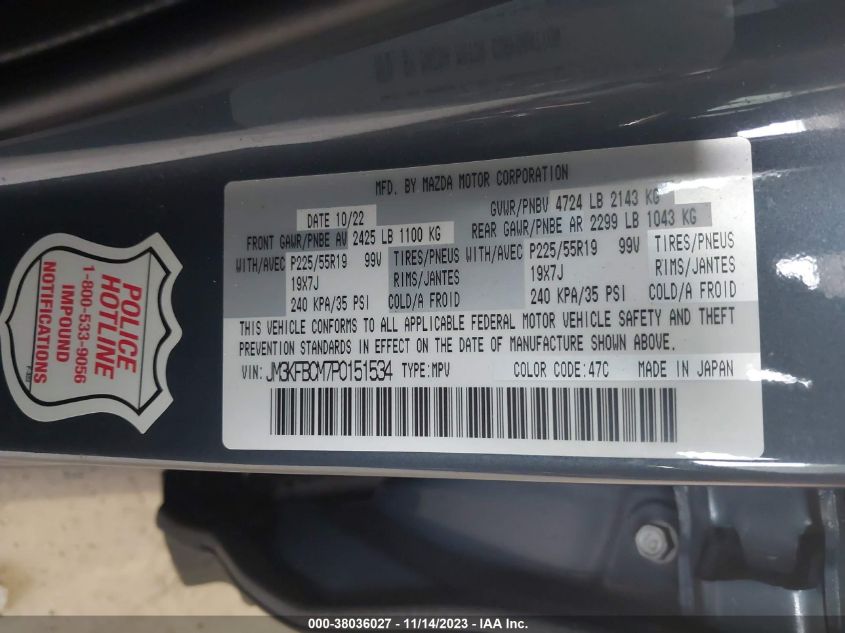 MFD. BY MAZDA MOTOR CORPORATION
DATE 10/22
GVWR/PNBV 4724 LB 2143 KG
FRONT GAWR/PNBE AV 2425 LB 1100 KG
REAR GAWR/PNBE AR 2299 LB 1043 KG
WITH/AVEC P225/55R19 99V TIRES/PNEUS WITH/AVEC P225/55R19 99V TIRES/PNEUS
19X7J RIMS/JANTES 19X7J RIMS/JANTES
240 KPA/35 PSI COLD/A FROID 240 KPA/35 PSI COLD/A FROID
THIS VEHICLE CONFORMS TO ALL APPLICABLE FEDERAL MOTOR VEHICLE SAFETY AND THEFT
PREVENTION STANDARDS IN EFFECT ON THE DATE OF MANUFACTURE SHOWN ABOVE.
VIN: JM3KFBCM7P0151534 TYPE:MPV COLOR CODE:47C MADE IN JAPAN
POLICE
HOTLINE
1-800-533-9056
IMPOUND
NOTIFICATIONS
000-38036027 - 11/14/2023 - IAA Inc.